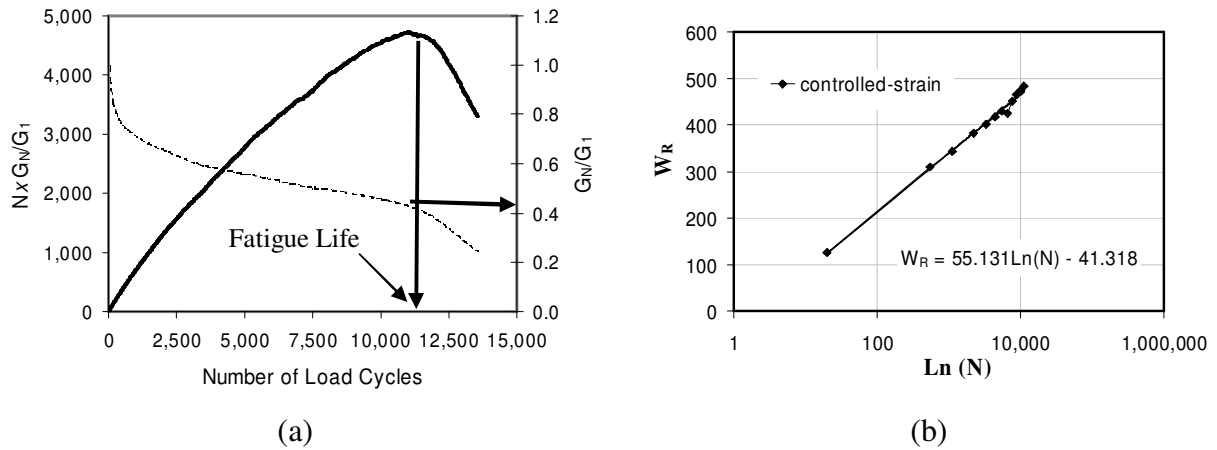 5,000
4,000
3,000
2,000
1,000
0
N x G_N/G_1
1.2
1.0
0.8
0.6
0.4
0.2
0.0
G_N/G_1
Fatigue Life
0 2,500 5,000 7,500 10,000 12,500 15,000
Number of Load Cycles
(a)
600
500
400
300
200
100
0
W_R
controlled-strain
W_R = 55.131Ln(N) - 41.318
1 100 10,000 1,000,000
Ln (N)
(b)